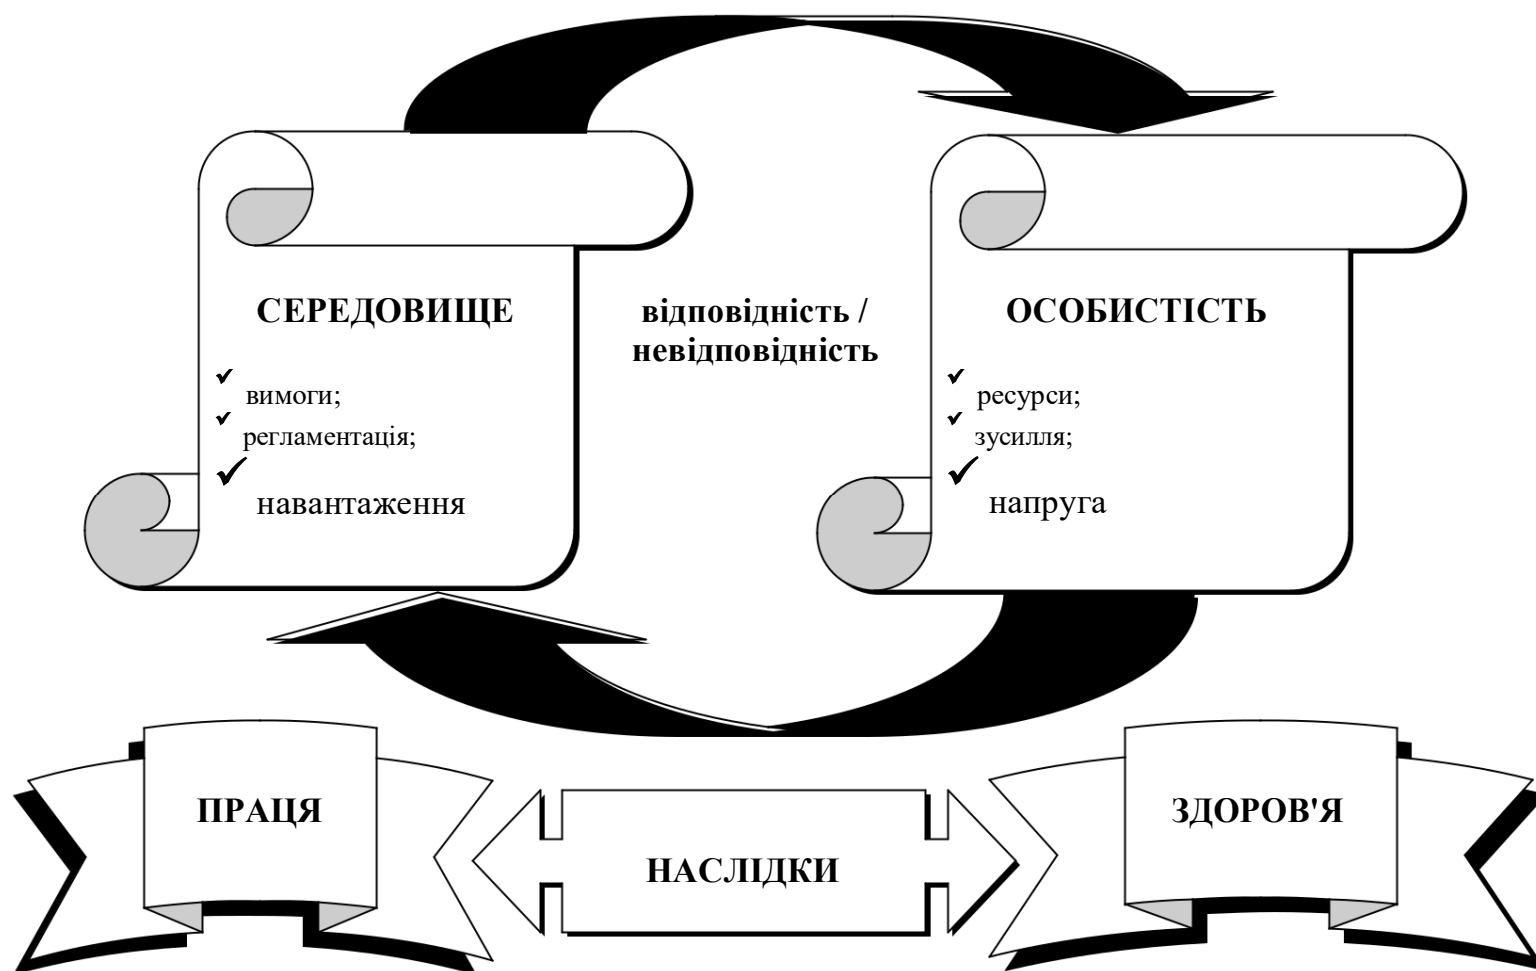 СЕРЕДОВИЩЕ
✓ вимоги;
✓ регламентація;
✓ навантаження
відповідність /
невідповідність
ОСОБИСТІСТЬ
✓ ресурси;
✓ зусилля;
✓ напруга
ПРАЦЯ
НАСЛІДКИ
ЗДОРОВ'Я